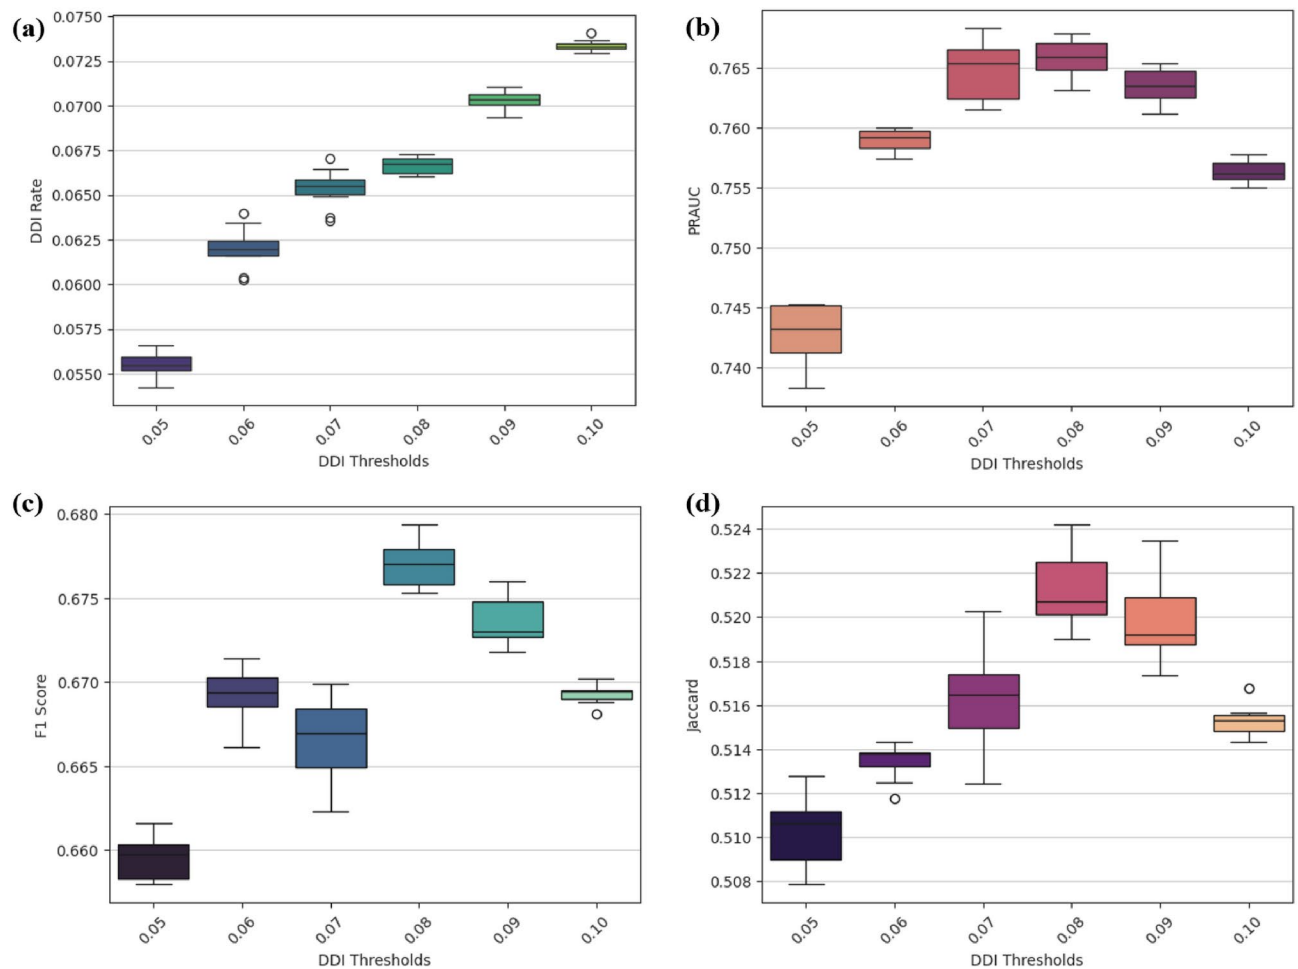 (a)
0.0750
0.0725
0.0700
0.0675
0.0650
0.0625
0.0600
0.0575
0.0550
DDI Rate
0.05 0.06 0.07 0.08 0.09 0.10
DDI Thresholds
(b)
0.765
0.760
0.755
0.750
0.745
0.740
PRAUC
0.05 0.06 0.07 0.08 0.09 0.10
DDI Thresholds
(c)
0.680
0.675
0.670
0.665
0.660
F1 Score
0.05 0.06 0.07 0.08 0.09 0.10
DDI Thresholds
(d)
0.524
0.522
0.520
0.518
0.516
0.514
0.512
0.510
0.508
Jaccard
0.05 0.06 0.07 0.08 0.09 0.10
DDI Thresholds